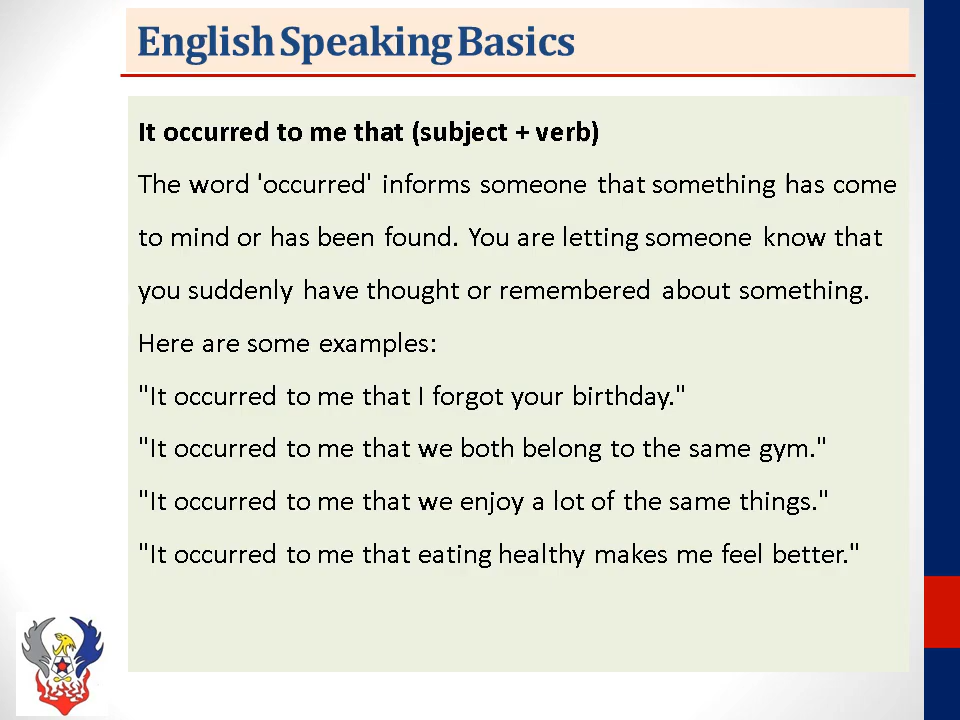 English Speaking Basics
It occurred to me that (subject + verb)
The word 'occurred' informs someone that something has come
to mind or has been found. You are letting someone know that
you suddenly have thought or remembered about something.
Here are some examples:
"It occurred to me that I forgot your birthday."
"It occurred to me that we both belong to the same gym."
"It occurred to me that we enjoy a lot of the same things."
"It occurred to me that eating healthy makes me feel better."